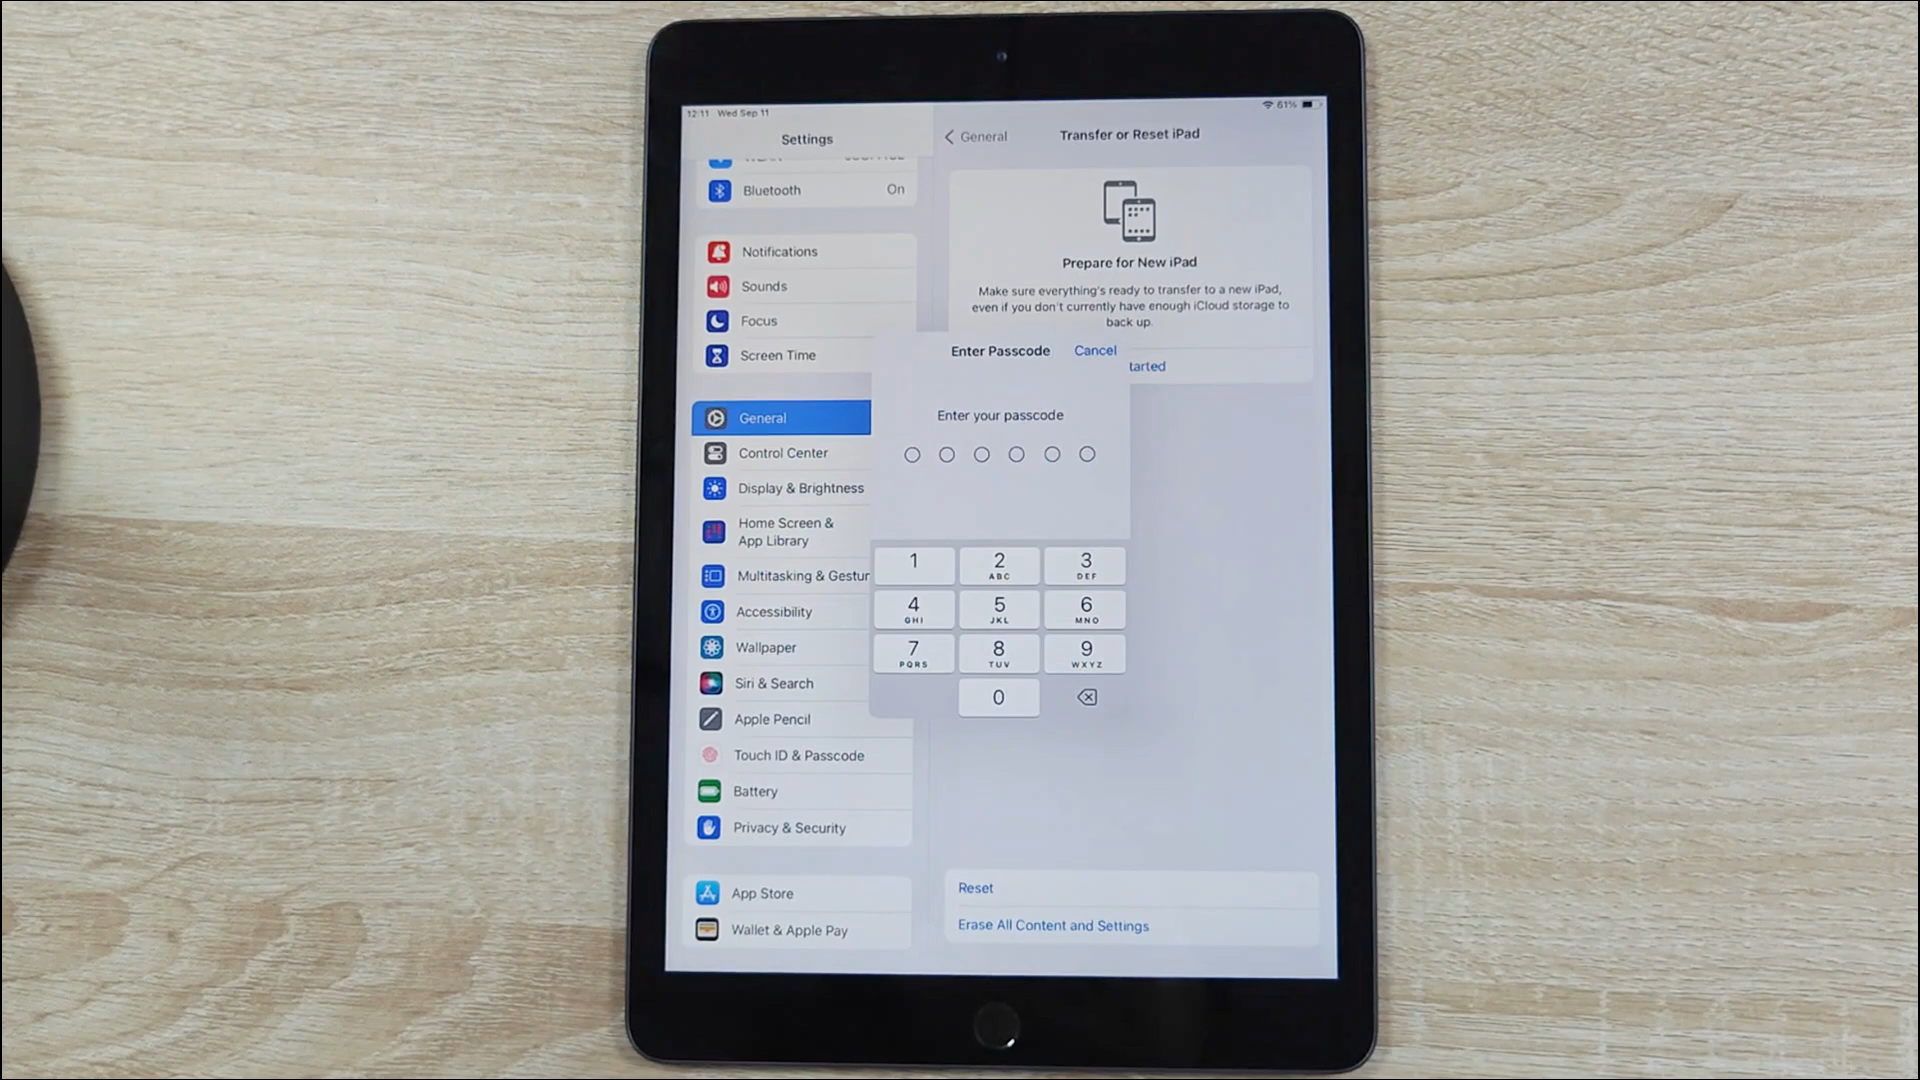 12:11 Wed Sep 11
61%
Settings
Bluetooth On
Notifications
Sounds
Focus
Screen Time
General
Control Center
Display & Brightness
Home Screen &
App Library
Multitasking & Gestur
Accessibility
Wallpaper
Siri & Search
Apple Pencil
Touch ID & Passcode
Battery
Privacy & Security
App Store
Wallet & Apple Pay
General
Transfer or Reset iPad
Prepare for New iPad
Make sure everything's ready to transfer to a new iPad,
even if you don't currently have enough iCloud storage to
back up.
tarted
Enter Passcode Cancel
Enter your passcode
1 2 3
ABC DEF
4 5 6
GHI JKL MNO
7 8 9
PQRS TUV WXYZ
0
Reset
Erase All Content and Settings